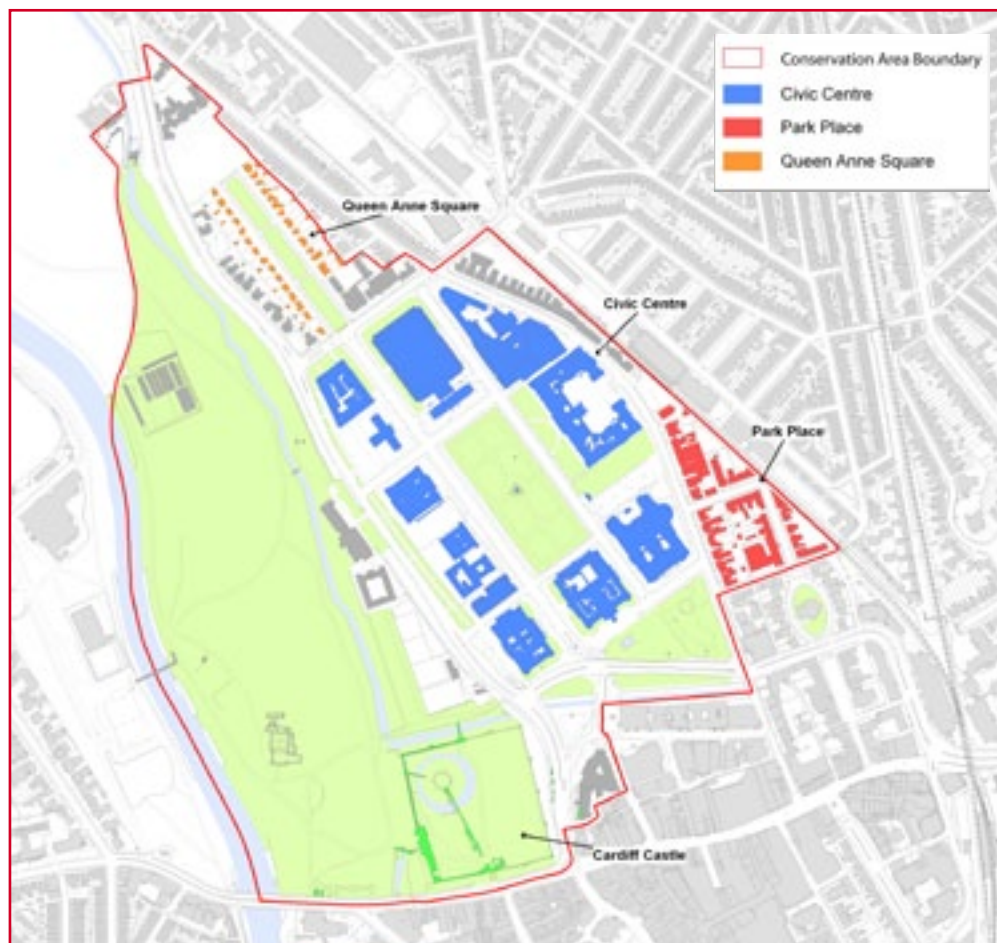 Conservation Area Boundary
Civic Centre
Park Place
Queen Anne Square
Queen Anne Square
Civic Centre
Park Place
Cardiff Castle